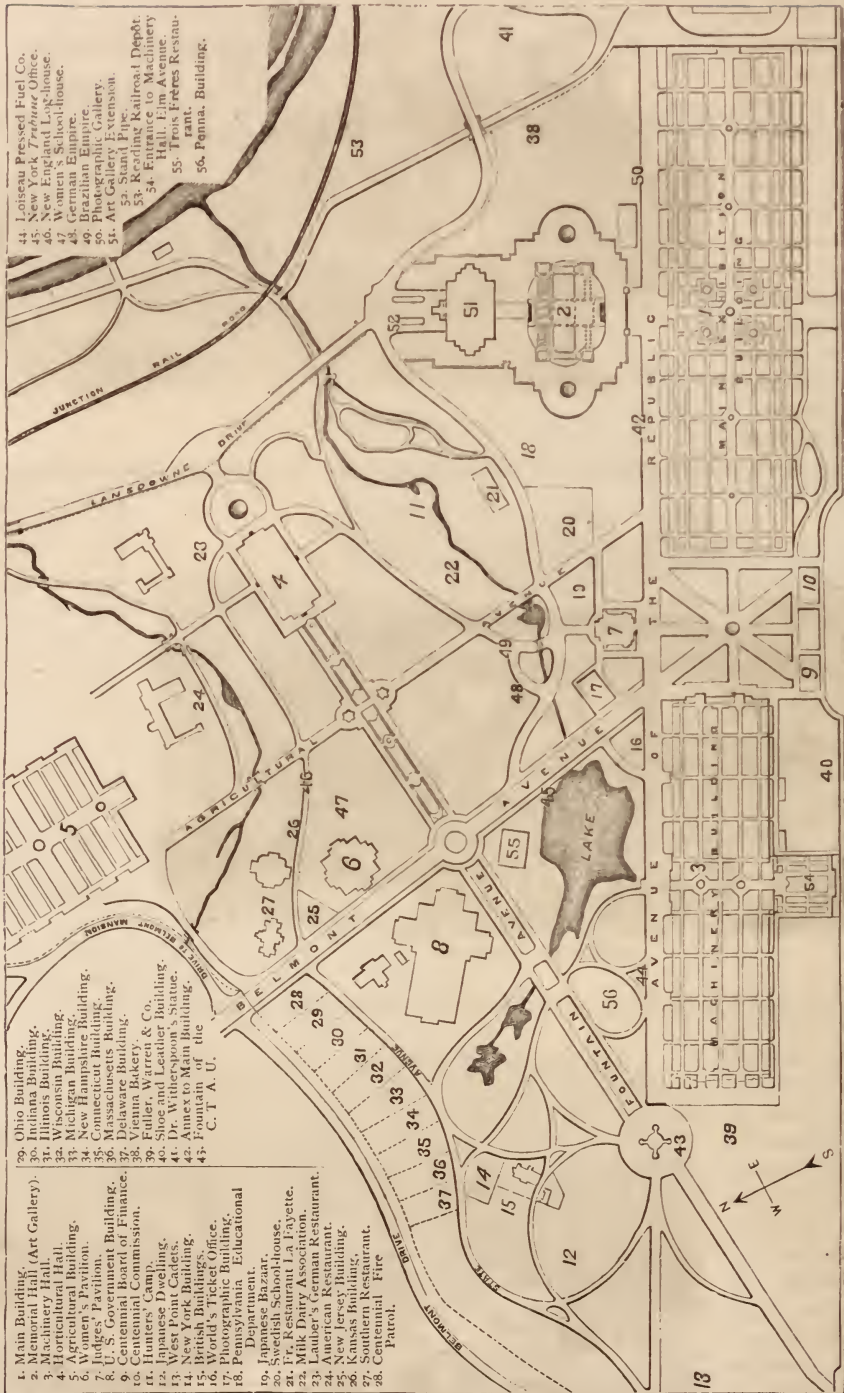 1. Main Building.
2. Memorial Hall (Art Gallery).
3. Machinery Hall.
4. Horticultural Hall.
5. Agricultural Building.
6. Women's Pavilion.
7. Judges' Pavilion.
8. U. S. Government Building.
9. Centennial Board of Finance.
10. Centennial Commission.
11. Hunters' Camp.
12. Japanese Dwelling.
13. West Point Cadets.
14. New York Building.
15. British Buildings.
16. World's Ticket Office.
17. Photographic Building.
18. Pennsylvania Educational
Department.
19. Japanese Bazaar.
20. Swedish School-house.
21. Fr. Restaurant La Fayette.
22. Milk Dairy Association.
23. Lauber's German Restaurant.
24. American Restaurant.
25. New Jersey Building.
26. Kansas Building.
27. Southern Restaurant.
28. Centennial Fire
Patrol.
29. Ohio Building.
30. Indiana Building.
31. Illinois Building.
32. Wisconsin Building.
33. Michigan Building.
34. New Hampshire Building.
35. Connecticut Building.
36. Massachusetts Building.
37. Delaware Building.
38. Vienna Bakery.
39. Fuller, Warren & Co.
40. Shoe and Leather Building.
41. Dr. Witherspoon's Statue.
42. Annex to Main Building.
43. Fountain of the
C. T. A. U.
44. Loiseau Pressed Fuel Co.
45. New York Tribune Office.
46. New England Log-house.
47 Women's School-house.
48. German Empire.
49. Brazilian Empire.
50. Photographic Gallery.
51. Art Gallery Extension.
52. Stand Pipe.
53. Reading Railroad Depôt.
54. Entrance to Machinery
Hall. Elm Avenue.
55. Trois Frères Restau-
rant.
56. Penna. Building.
JUNCTION RAIL ROAD
LANSDOWNE DRIVE
53
41
38
52
51
2
50
23
4
11
21
18
42
22
20
19
24
5
AGRICULTURAL
AVENUE
49
48
7
17
16
46
26
47
6
27
25
45
55
LAKE
DRIVE TO BELMONT MANSION
BELMONT AVENUE
8
28
29
30
31
32
33
34
35
36
37
STATE AVENUE
BELMONT DRIVE
14
15
12
13
FOUNTAIN AVENUE
56
44
43
39
AVENUE OF THE REPUBLIC
MAIN EXHIBITION BUILDING
1
MACHINERY BUILDING
3
54
40
9
10
N
E
W
S